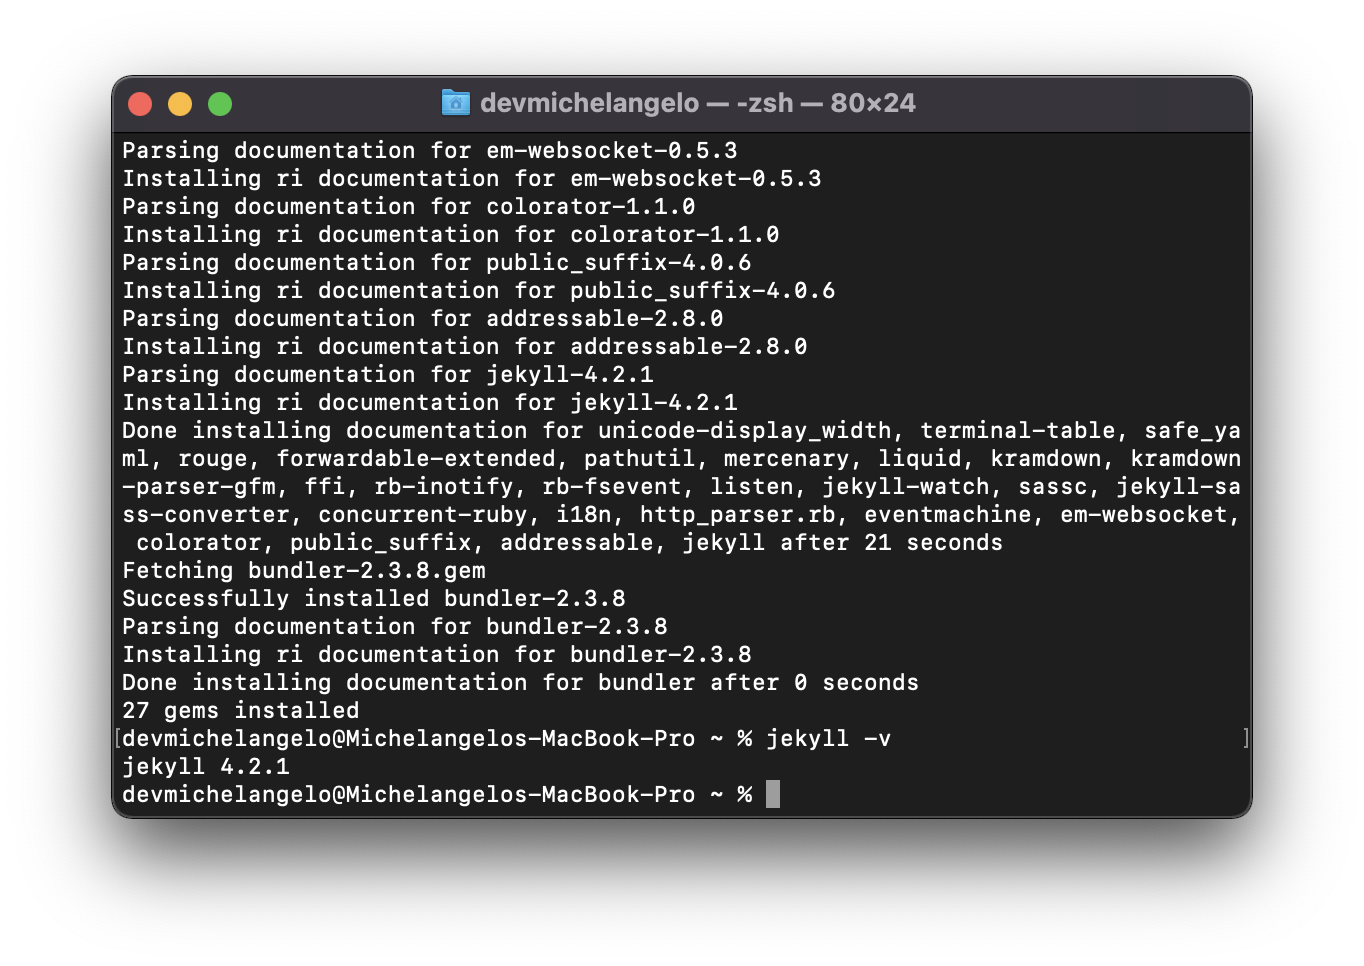 devmichelangelo — -zsh — 80×24
Parsing documentation for em-websocket-0.5.3
Installing ri documentation for em-websocket-0.5.3
Parsing documentation for colorator-1.1.0
Installing ri documentation for colorator-1.1.0
Parsing documentation for public_suffix-4.0.6
Installing ri documentation for public_suffix-4.0.6
Parsing documentation for addressable-2.8.0
Installing ri documentation for addressable-2.8.0
Parsing documentation for jekyll-4.2.1
Installing ri documentation for jekyll-4.2.1
Done installing documentation for unicode-display_width, terminal-table, safe_ya
ml, rouge, forwardable-extended, pathutil, mercenary, liquid, kramdown, kramdown
-parser-gfm, ffi, rb-inotify, rb-fsevent, listen, jekyll-watch, sassc, jekyll-sa
ss-converter, concurrent-ruby, i18n, http_parser.rb, eventmachine, em-websocket,
 colorator, public_suffix, addressable, jekyll after 21 seconds
Fetching bundler-2.3.8.gem
Successfully installed bundler-2.3.8
Parsing documentation for bundler-2.3.8
Installing ri documentation for bundler-2.3.8
Done installing documentation for bundler after 0 seconds
27 gems installed
[devmichelangelo@Michelangelos-MacBook-Pro ~ % jekyll -v ]
jekyll 4.2.1
devmichelangelo@Michelangelos-MacBook-Pro ~ %